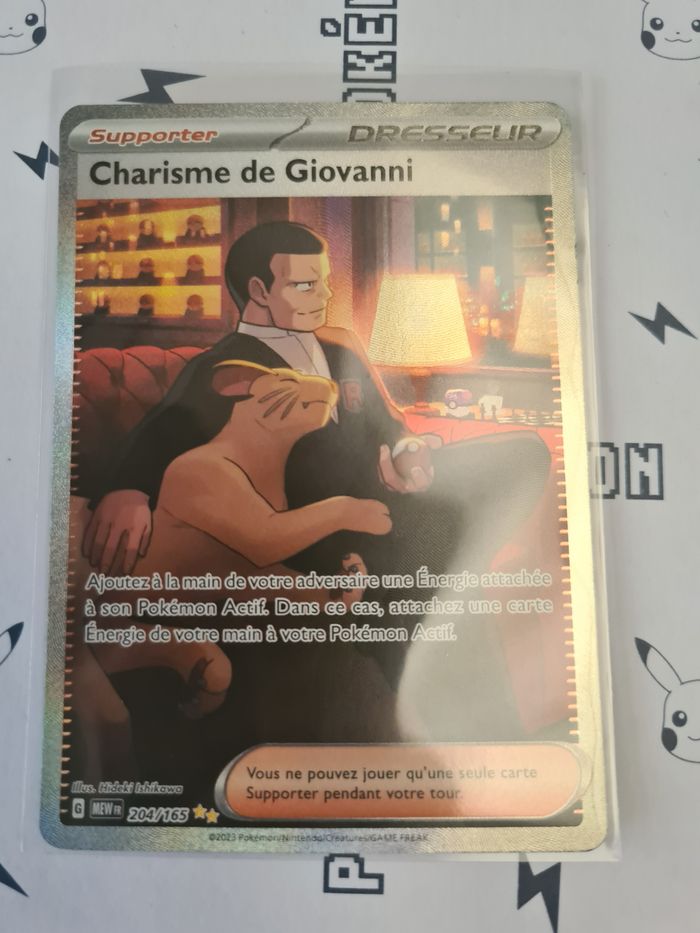 POKÉ
Supporter DRESSEUR
Charisme de Giovanni
R
ON
Ajoutez à la main de votre adversaire une Énergie attachée
à son Pokémon Actif. Dans ce cas, attachez une carte
Énergie de votre main à votre Pokémon Actif.
Vous ne pouvez jouer qu'une seule carte
Supporter pendant votre tour.
Illus. Hideki Ishikawa
G MEW FR 204/165
©2023 Pokémon/Nintendo/Creatures/GAME FREAK
P